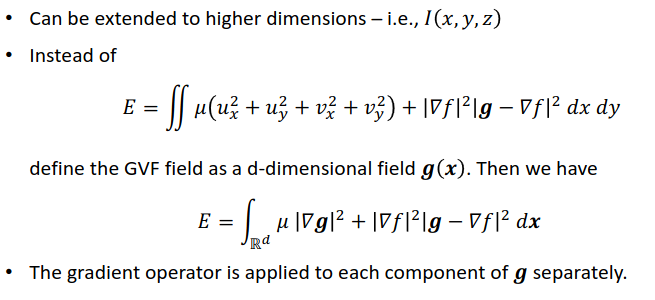 • Can be extended to higher dimensions – i.e., I(x, y, z)
• Instead of
E = ∬ μ(u_x^2 + u_y^2 + v_x^2 + v_y^2) + |∇f|^2|g − ∇f|^2 dx dy
define the GVF field as a d-dimensional field g(x). Then we have
E = ∫_{ℝ^d} μ |∇g|^2 + |∇f|^2|g − ∇f|^2 dx
• The gradient operator is applied to each component of g separately.